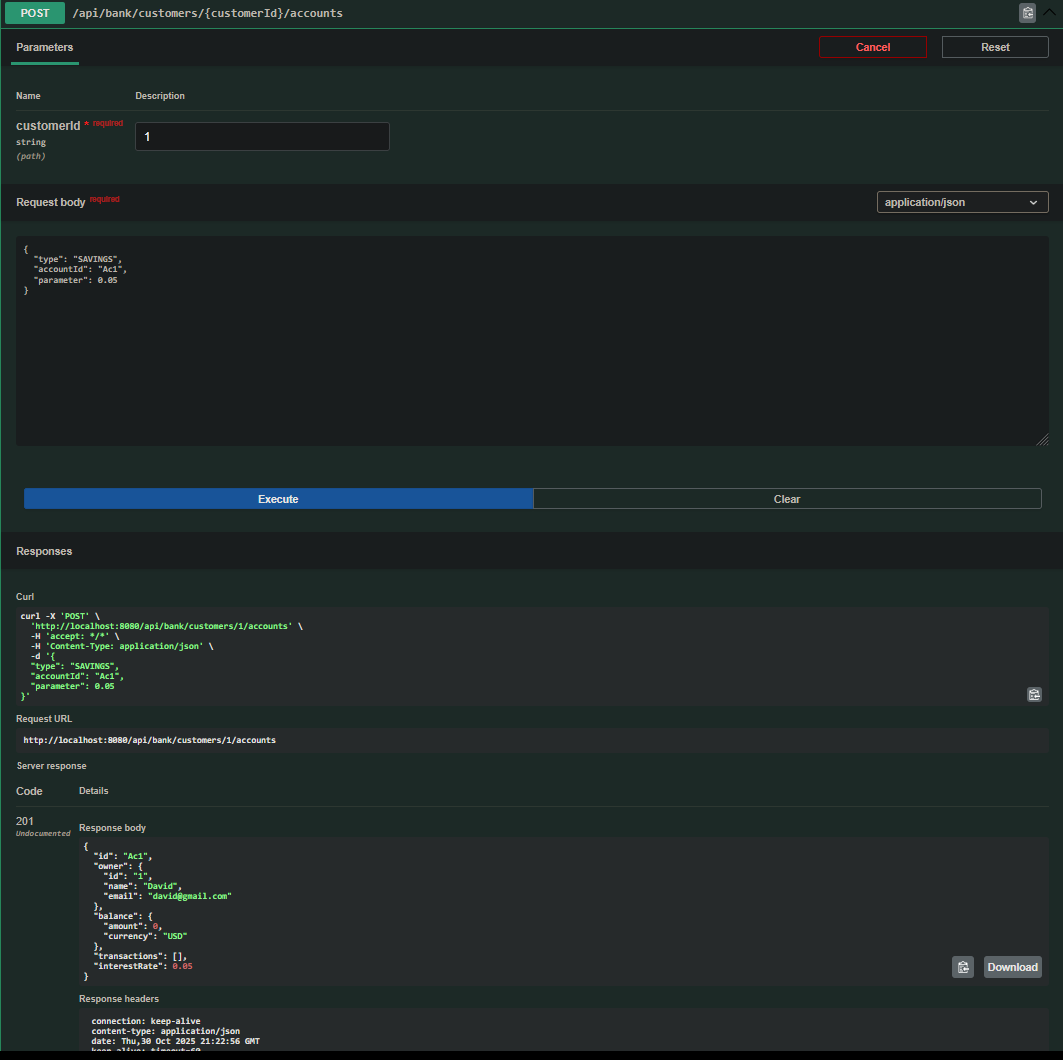 POST /api/bank/customers/{customerId}/accounts
Parameters
Cancel
Reset
Name Description
customerId * required
string
(path)
1
Request body required
application/json
{
  "type": "SAVINGS",
  "accountId": "Ac1",
  "parameter": 0.05
}
Execute
Clear
Responses
Curl
curl -X 'POST' \
  'http://localhost:8080/api/bank/customers/1/accounts' \
  -H 'accept: */*' \
  -H 'Content-Type: application/json' \
  -d '{
  "type": "SAVINGS",
  "accountId": "Ac1",
  "parameter": 0.05
}'
Request URL
http://localhost:8080/api/bank/customers/1/accounts
Server response
Code Details
201
Undocumented
Response body
{
  "id": "Ac1",
  "owner": {
    "id": "1",
    "name": "David",
    "email": "david@gmail.com"
  },
  "balance": {
    "amount": 0,
    "currency": "USD"
  },
  "transactions": [],
  "interestRate": 0.05
}
Download
Response headers
connection: keep-alive
content-type: application/json
date: Thu,30 Oct 2025 21:22:56 GMT
keep-alive: timeout=60